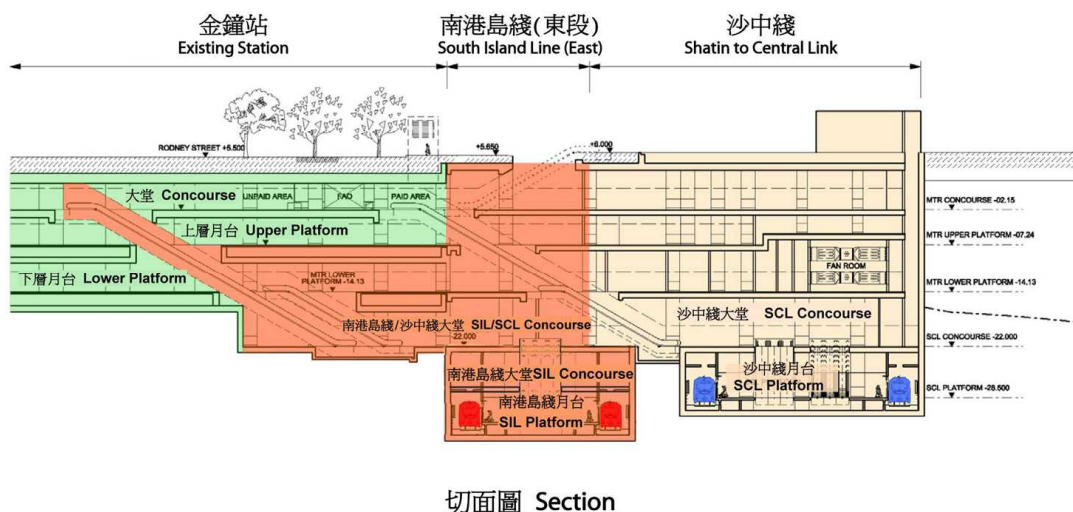 金鐘站
Existing Station
南港島綫(東段)
South Island Line (East)
沙中綫
Shatin to Central Link
RODNEY STREET +5.500
+5.650
+6.000
大堂 Concourse
UNPAID AREA
PAID AREA
MTR CONCOURSE -02.15
上層月台 Upper Platform
MTR UPPER PLATFORM -07.24
下層月台 Lower Platform
MTR LOWER
PLATFORM -14.13
FAN ROOM
MTR LOWER PLATFORM -14.13
南港島綫/沙中綫大堂 SIL/SCL Concourse
-22.000
沙中綫大堂 SCL Concourse
SCL CONCOURSE -22.000
南港島綫大堂SIL Concourse
南港島綫月台
SIL Platform
沙中綫月台
SCL Platform
SCL PLATFORM -28.500
切面圖 Section